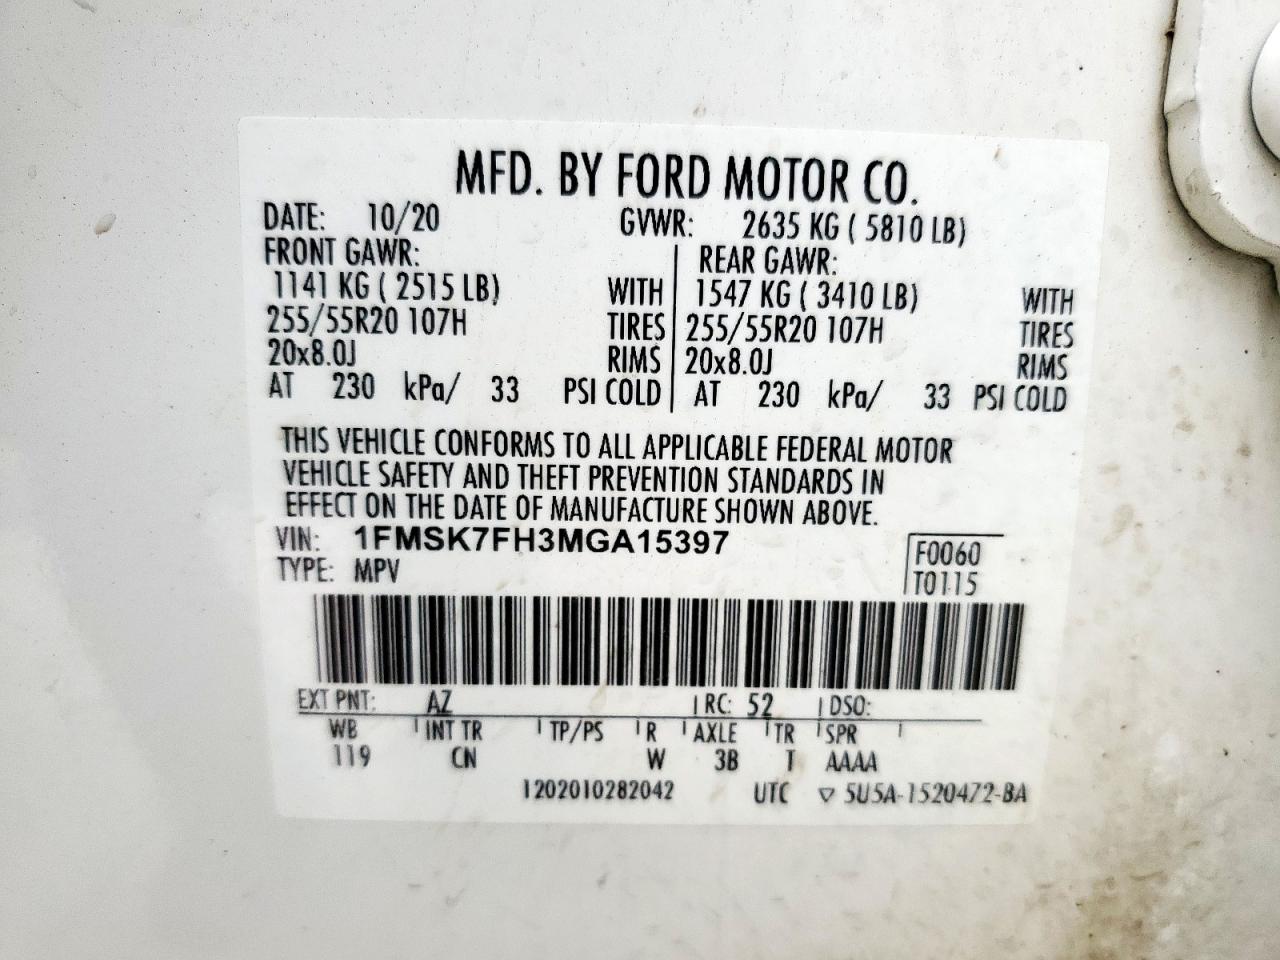 MFD. BY FORD MOTOR CO.
DATE: 10/20 GVWR: 2635 KG ( 5810 LB)
FRONT GAWR: REAR GAWR:
1141 KG ( 2515 LB) WITH 1547 KG ( 3410 LB) WITH
255/55R20 107H TIRES 255/55R20 107H TIRES
20x8.0J RIMS 20x8.0J RIMS
AT 230 kPa/ 33 PSI COLD AT 230 kPa/ 33 PSI COLD
THIS VEHICLE CONFORMS TO ALL APPLICABLE FEDERAL MOTOR
VEHICLE SAFETY AND THEFT PREVENTION STANDARDS IN
EFFECT ON THE DATE OF MANUFACTURE SHOWN ABOVE.
VIN: 1FMSK7FH3MGA15397
TYPE: MPV
F0060
T0115
EXT PNT: AZ RC: 52 DSO:
WB INT TR TP/PS R AXLE TR SPR
119 CN W 3B T AAAA
1202010282042 UTC ▽ 5U5A-1520472-BA